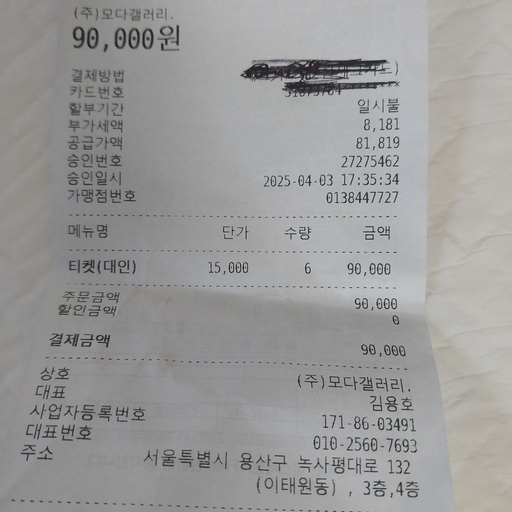 (주)모다갤러리.
90,000원
결제방법
카드번호
할부기간 일시불
부가세액 8,181
공급가액 81,819
승인번호 27275462
승인일시 2025-04-03 17:35:34
가맹점번호 0138447727
메뉴명 단가 수량 금액
티켓(대인) 15,000 6 90,000
주문금액 90,000
할인금액 0
결제금액 90,000
상호 (주)모다갤러리.
대표 김용호
사업자등록번호 171-86-03491
대표번호 010-2560-7693
주소 서울특별시 용산구 녹사평대로 132
(이태원동) , 3층,4층